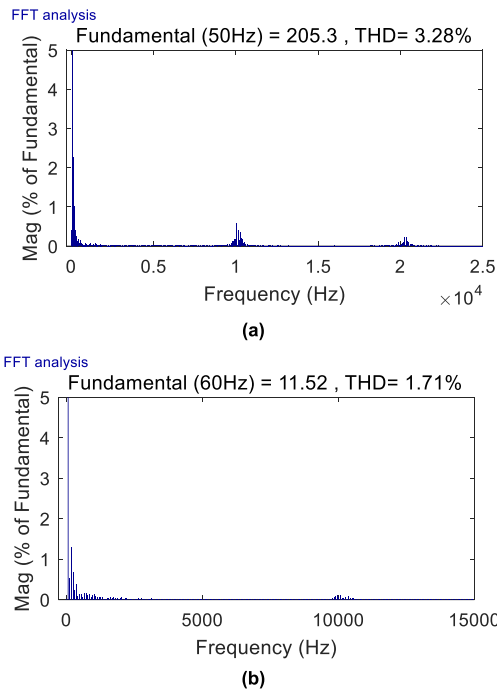 FFT analysis
Fundamental (50Hz) = 205.3 , THD= 3.28%
Mag (% of Fundamental)
5
4
3
2
1
0
0 0.5 1 1.5 2 2.5
Frequency (Hz)
×10^4
(a)
FFT analysis
Fundamental (60Hz) = 11.52 , THD= 1.71%
Mag (% of Fundamental)
5
4
3
2
1
0
0 5000 10000 15000
Frequency (Hz)
(b)